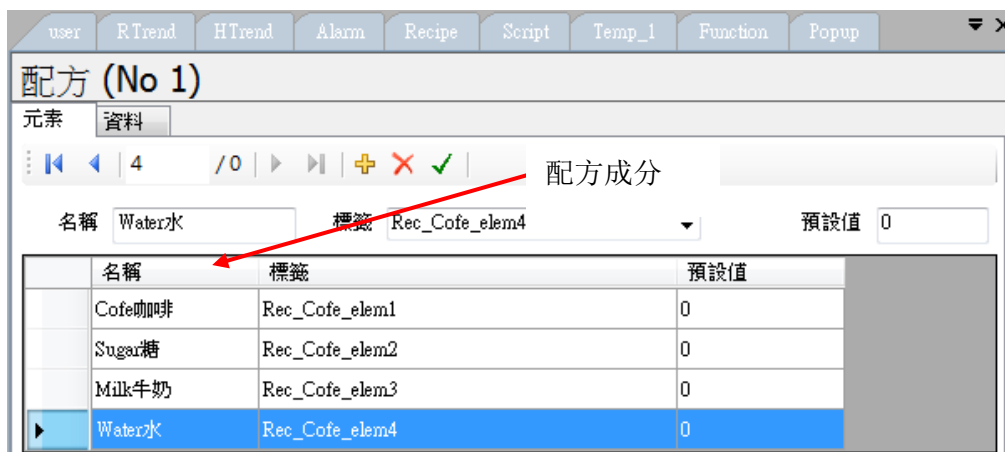 user RTrend HTrend Alarm Recipe Script Temp_1 Function Popup
配方 (No 1)
元素 資料
4 / 0
配方成分
名稱 Water水 標籤 Rec_Cofe_elem4 預設值 0
名稱 標籤 預設值
Cofe咖啡 Rec_Cofe_elem1 0
Sugar糖 Rec_Cofe_elem2 0
Milk牛奶 Rec_Cofe_elem3 0
Water水 Rec_Cofe_elem4 0